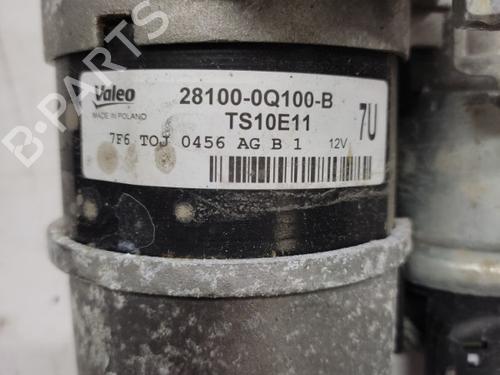 B-PARTS
Valeo
MADE IN POLAND
28100-0Q100-B
TS10E11
7U
7F6 TOJ 0456 AG B 1 12V